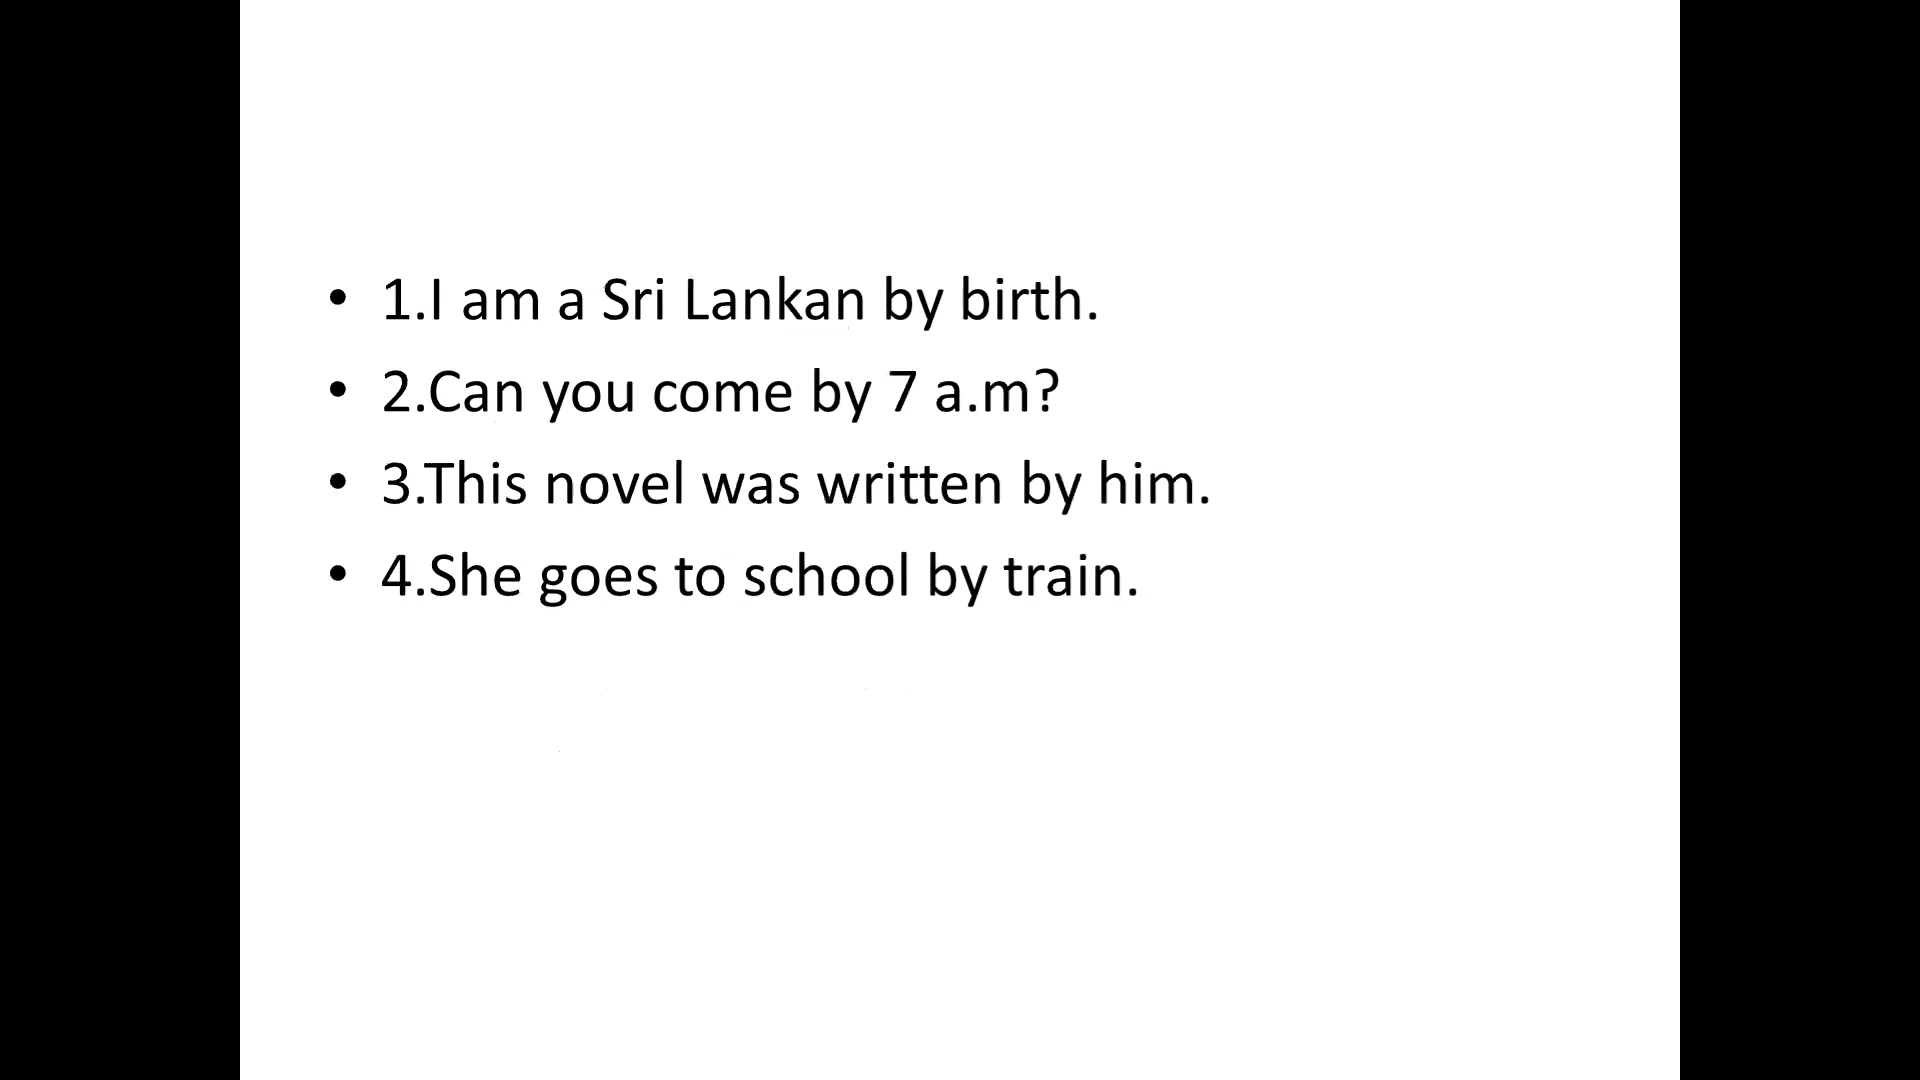 • 1.I am a Sri Lankan by birth.
• 2.Can you come by 7 a.m?
• 3.This novel was written by him.
• 4.She goes to school by train.